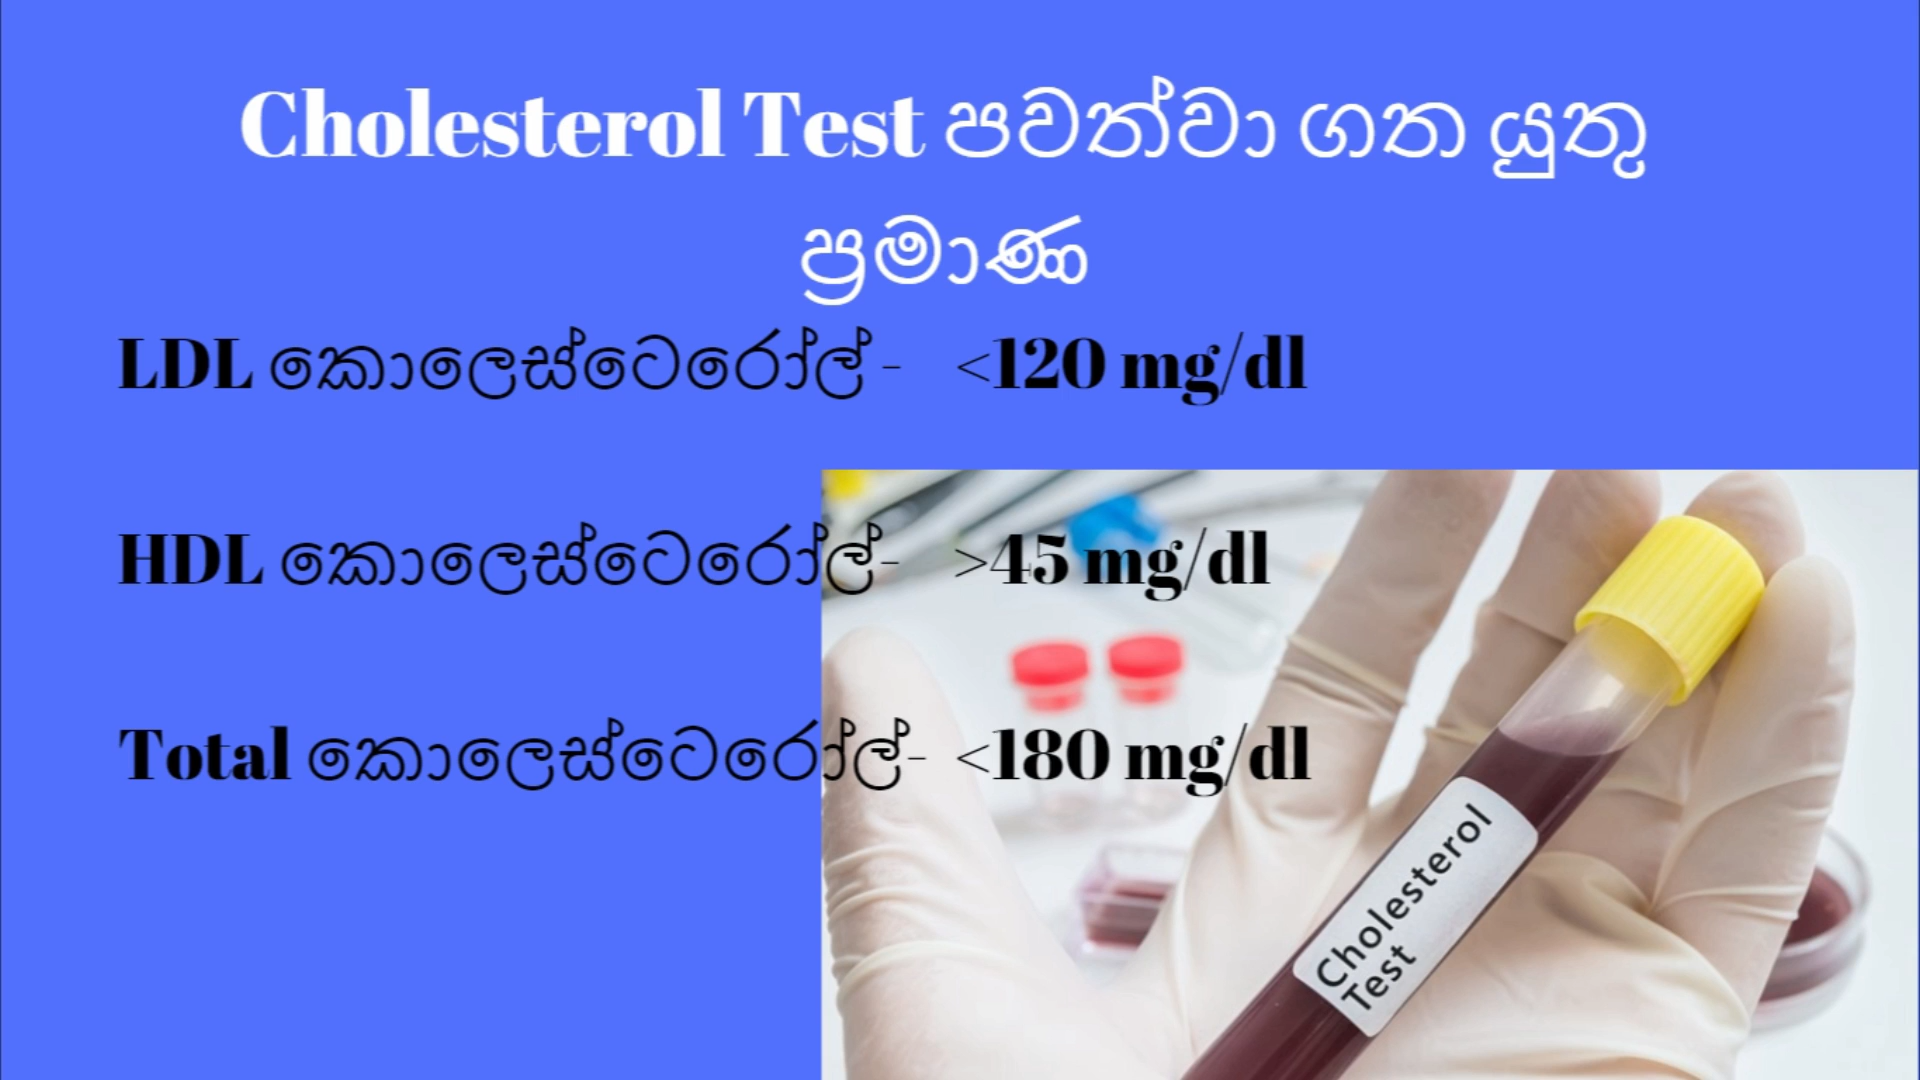 Cholesterol Test පවත්වා ගත යුතු
ප්‍රමාණ
LDL කොලෙස්ටෙරෝල් - <120 mg/dl
HDL කොලෙස්ටෙරෝල්- >45 mg/dl
Total කොලෙස්ටෙරෝල්- <180 mg/dl
Cholesterol
Test